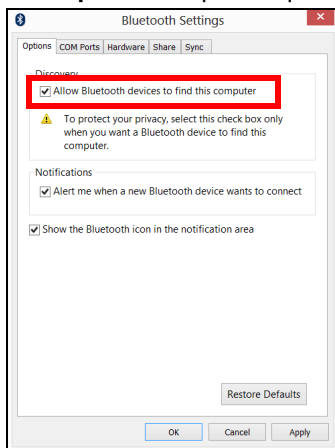 Bluetooth Settings
Options COM Ports Hardware Share Sync
Discovery
Allow Bluetooth devices to find this computer
To protect your privacy, select this check box only
when you want a Bluetooth device to find this
computer.
Notifications
Alert me when a new Bluetooth device wants to connect
Show the Bluetooth icon in the notification area
Restore Defaults
OK Cancel Apply